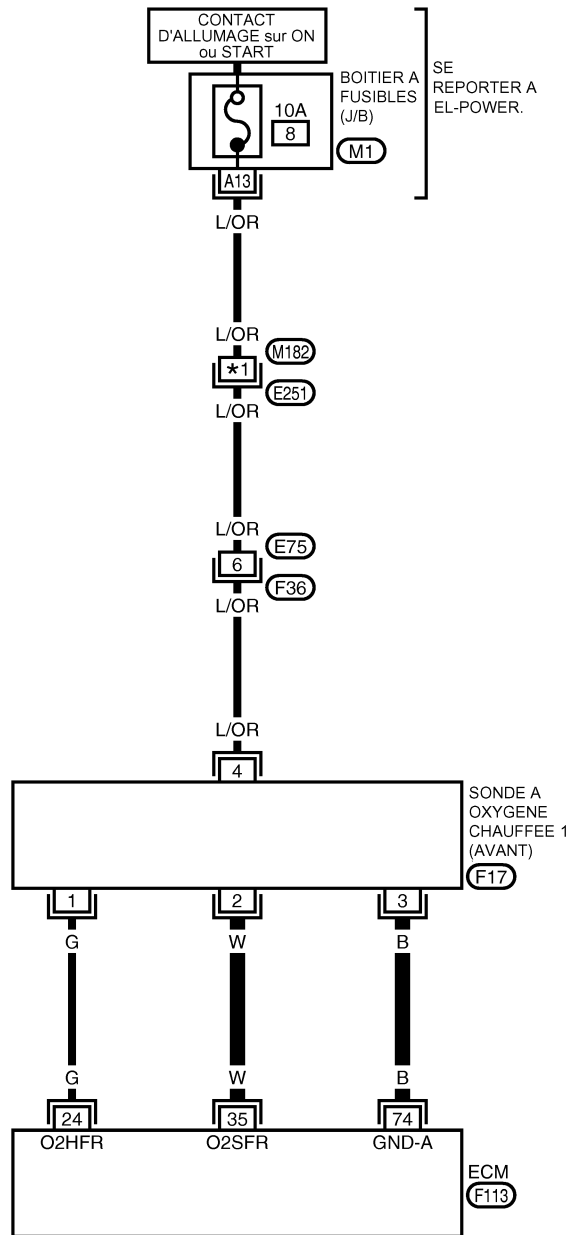 CONTACT
D'ALLUMAGE sur ON
ou START
BOITIER A
FUSIBLES
(J/B)
SE
REPORTER A
EL-POWER.
10A
8
M1
A13
L/OR
L/OR
M182
*1
E251
L/OR
L/OR
E75
6
F36
L/OR
L/OR
4
SONDE A
OXYGENE
CHAUFFEE 1
(AVANT)
F17
1 2 3
G W B
G W B
24 35 74
O2HFR O2SFR GND-A
ECM
F113